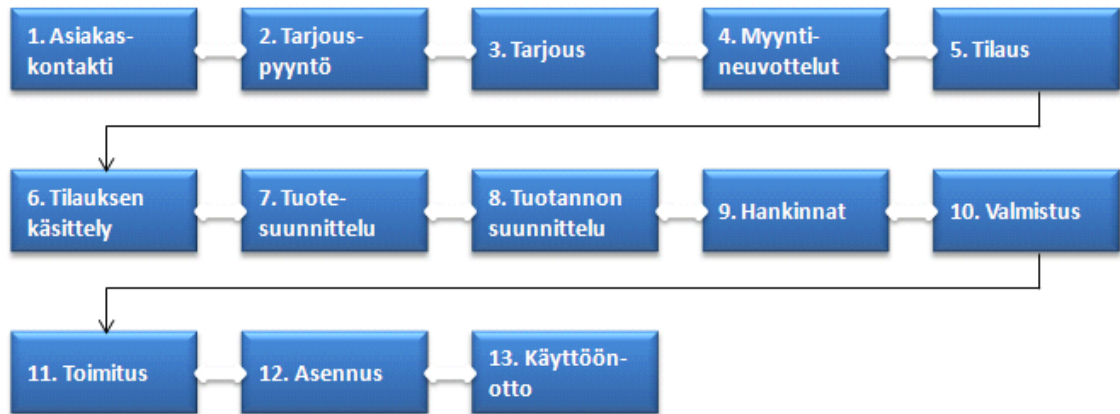 1. Asiakas-
kontakti
2. Tarjous-
pyyntö
3. Tarjous
4. Myynti-
neuvottelut
5. Tilaus
6. Tilauksen
käsittely
7. Tuote-
suunnittelu
8. Tuotannon
suunnittelu
9. Hankinnat
10. Valmistus
11. Toimitus
12. Asennus
13. Käyttöön-
otto